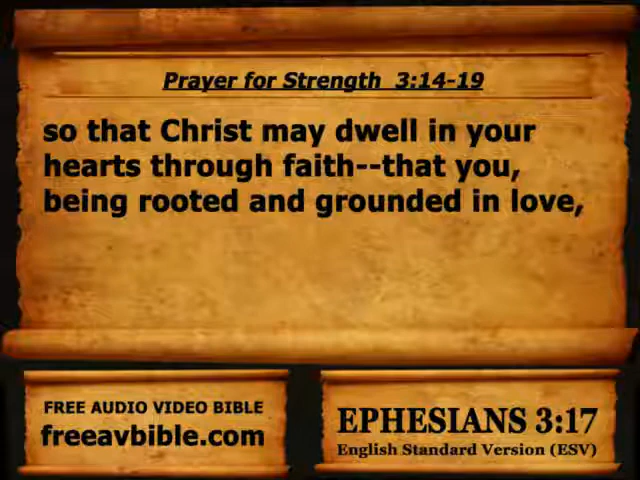 Prayer for Strength  3:14-19
so that Christ may dwell in your
hearts through faith--that you,
being rooted and grounded in love,
FREE AUDIO VIDEO BIBLE
freeavbible.com
EPHESIANS 3:17
English Standard Version (ESV)